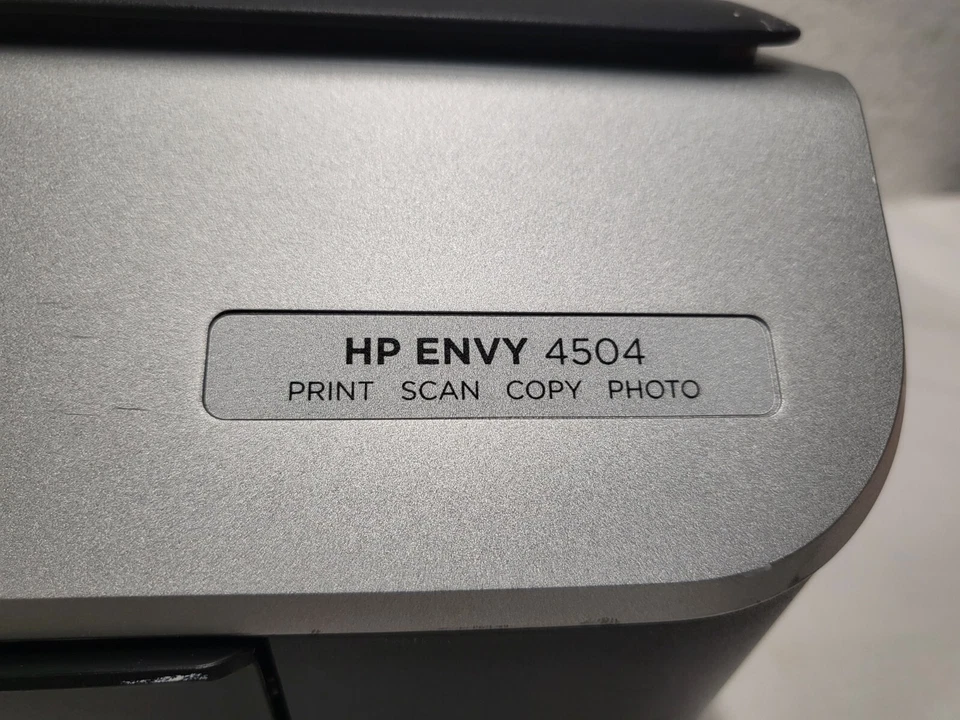 HP ENVY 4504
PRINT SCAN COPY PHOTO